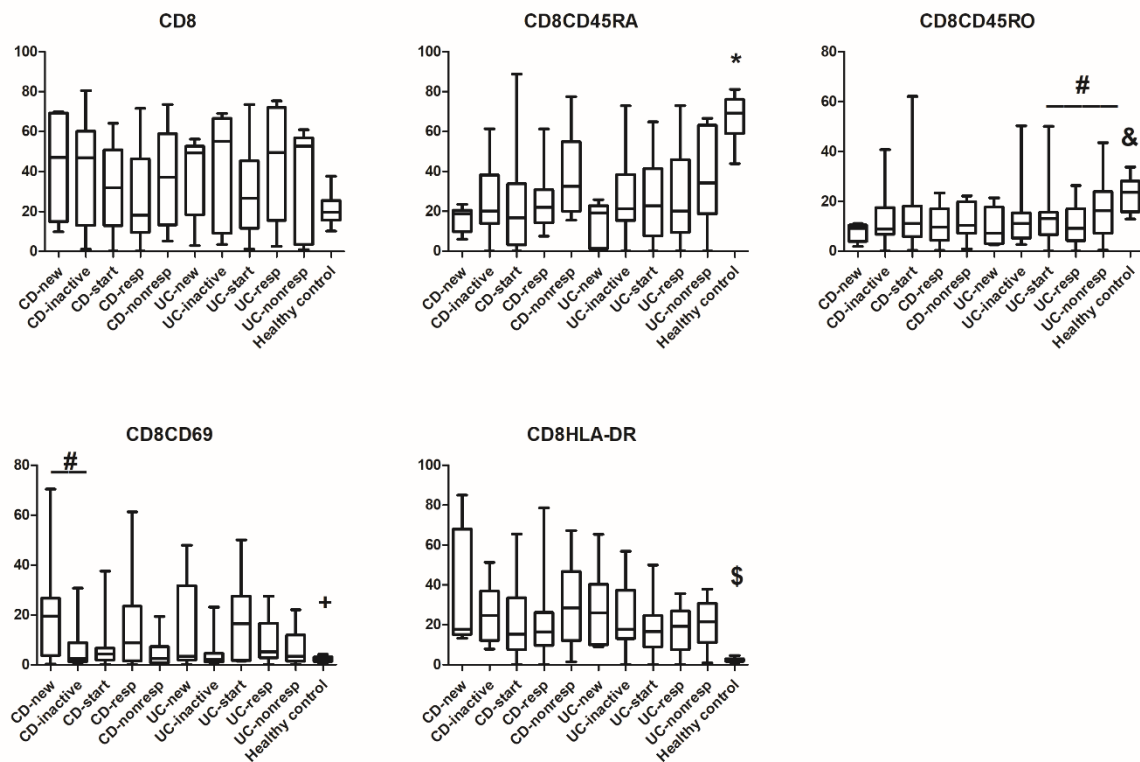 CD8
100
80
60
40
20
0
CD-new
CD-inactive
CD-start
CD-resp
CD-nonresp
UC-new
UC-inactive
UC-start
UC-resp
UC-nonresp
Healthy control
CD8CD45RA
*
100
80
60
40
20
0
CD-new
CD-inactive
CD-start
CD-resp
CD-nonresp
UC-new
UC-inactive
UC-start
UC-resp
UC-nonresp
Healthy control
CD8CD45RO
#
&
80
60
40
20
0
CD-new
CD-inactive
CD-start
CD-resp
CD-nonresp
UC-new
UC-inactive
UC-start
UC-resp
UC-nonresp
Healthy control
CD8CD69
#
+
80
60
40
20
0
CD-new
CD-inactive
CD-start
CD-resp
CD-nonresp
UC-new
UC-inactive
UC-start
UC-resp
UC-nonresp
Healthy control
CD8HLA-DR
$
100
80
60
40
20
0
CD-new
CD-inactive
CD-start
CD-resp
CD-nonresp
UC-new
UC-inactive
UC-start
UC-resp
UC-nonresp
Healthy control